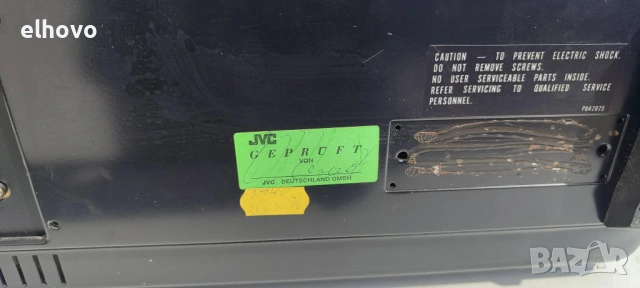 elhovo
CAUTION — TO PREVENT ELECTRIC SHOCK,
DO NOT REMOVE SCREWS.
NO USER SERVICEABLE PARTS INSIDE.
REFER SERVICING TO QUALIFIED SERVICE
PERSONNEL.
PU42075
JVC
GEPRÜFT
VON
JVC DEUTSCHLAND GMBH
BAZAR